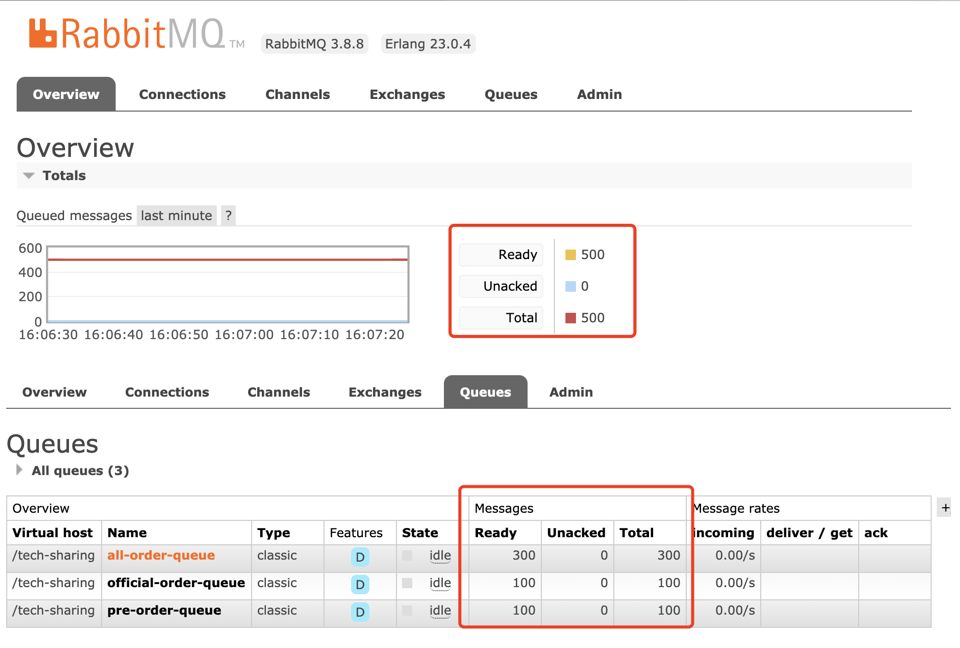 RabbitMQ TM RabbitMQ 3.8.8 Erlang 23.0.4
Overview Connections Channels Exchanges Queues Admin
Overview
Totals
Queued messages last minute ?
600
400
200
0
16:06:30 16:06:40 16:06:50 16:07:00 16:07:10 16:07:20
Ready 500
Unacked 0
Total 500
Overview Connections Channels Exchanges Queues Admin
Queues
All queues (3)
Overview Messages Message rates +
Virtual host Name Type Features State Ready Unacked Total incoming deliver / get ack
/tech-sharing all-order-queue classic D idle 300 0 300 0.00/s
/tech-sharing official-order-queue classic D idle 100 0 100 0.00/s
/tech-sharing pre-order-queue classic D idle 100 0 100 0.00/s